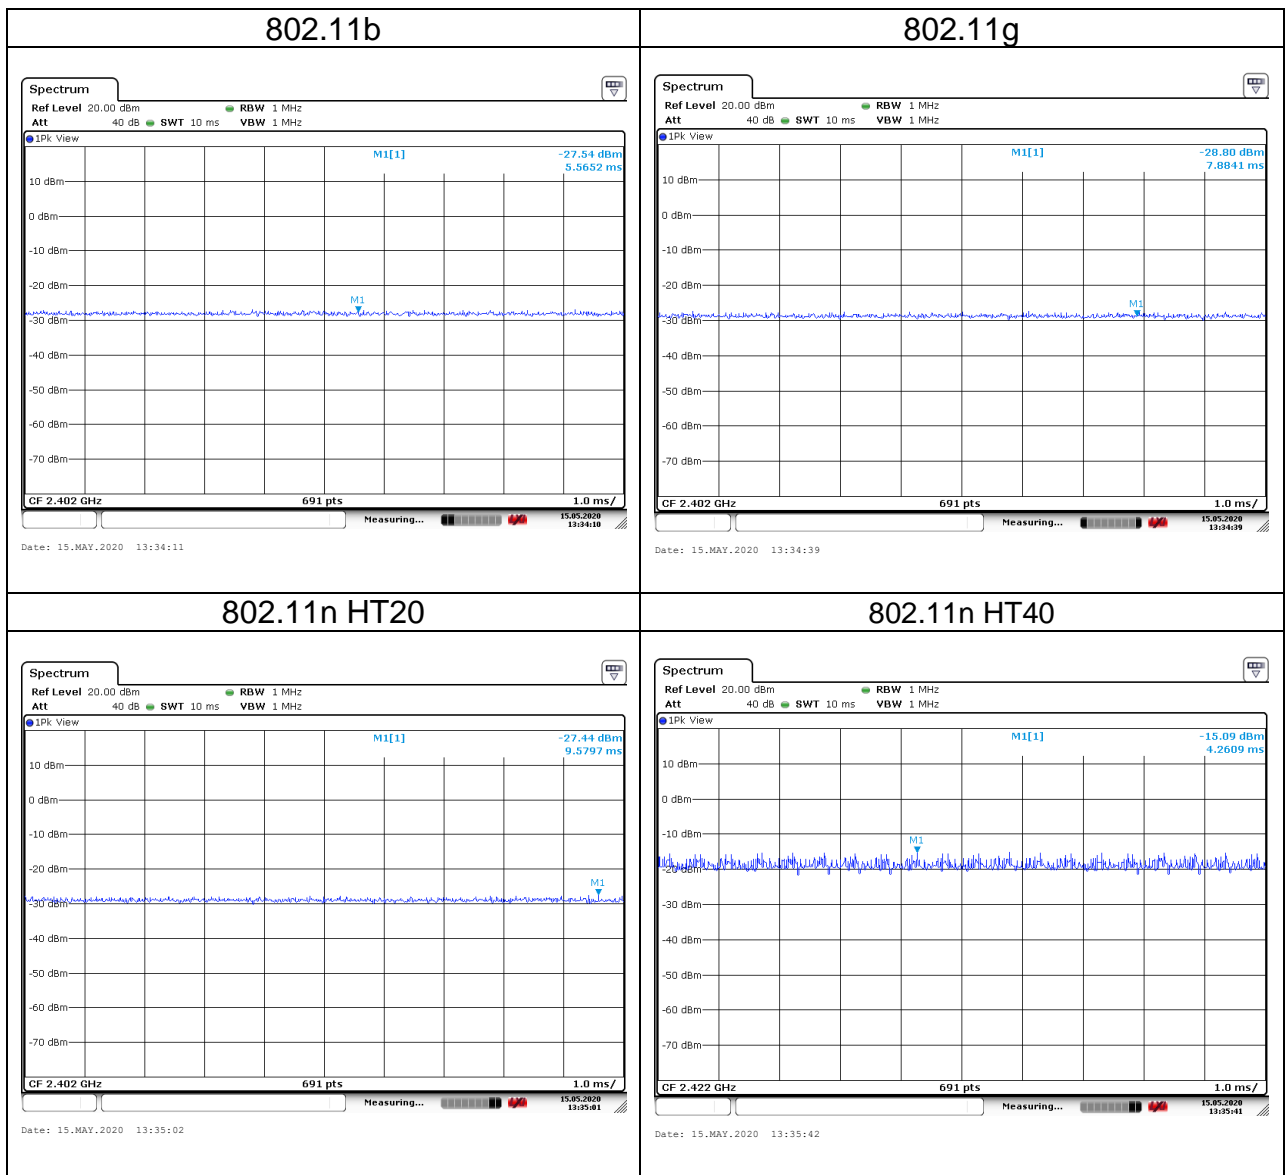 802.11b
Spectrum
Ref Level 20.00 dBm RBW 1 MHz
Att 40 dB SWT 10 ms VBW 1 MHz
1Pk View
M1[1] -27.54 dBm
5.5652 ms
10 dBm
0 dBm
-10 dBm
-20 dBm
M1
-30 dBm
-40 dBm
-50 dBm
-60 dBm
-70 dBm
CF 2.402 GHz 691 pts 1.0 ms/
Measuring... 15.05.2020
13:34:10
Date: 15.MAY.2020 13:34:11
802.11g
Spectrum
Ref Level 20.00 dBm RBW 1 MHz
Att 40 dB SWT 10 ms VBW 1 MHz
1Pk View
M1[1] -28.80 dBm
7.8841 ms
10 dBm
0 dBm
-10 dBm
-20 dBm
M1
-30 dBm
-40 dBm
-50 dBm
-60 dBm
-70 dBm
CF 2.402 GHz 691 pts 1.0 ms/
Measuring... 15.05.2020
13:34:39
Date: 15.MAY.2020 13:34:39
802.11n HT20
Spectrum
Ref Level 20.00 dBm RBW 1 MHz
Att 40 dB SWT 10 ms VBW 1 MHz
1Pk View
M1[1] -27.44 dBm
9.5797 ms
10 dBm
0 dBm
-10 dBm
-20 dBm
M1
-30 dBm
-40 dBm
-50 dBm
-60 dBm
-70 dBm
CF 2.402 GHz 691 pts 1.0 ms/
Measuring... 15.05.2020
13:35:01
Date: 15.MAY.2020 13:35:02
802.11n HT40
Spectrum
Ref Level 20.00 dBm RBW 1 MHz
Att 40 dB SWT 10 ms VBW 1 MHz
1Pk View
M1[1] -15.09 dBm
4.2609 ms
10 dBm
0 dBm
-10 dBm
M1
-20 dBm
-30 dBm
-40 dBm
-50 dBm
-60 dBm
-70 dBm
CF 2.422 GHz 691 pts 1.0 ms/
Measuring... 15.05.2020
13:35:41
Date: 15.MAY.2020 13:35:42